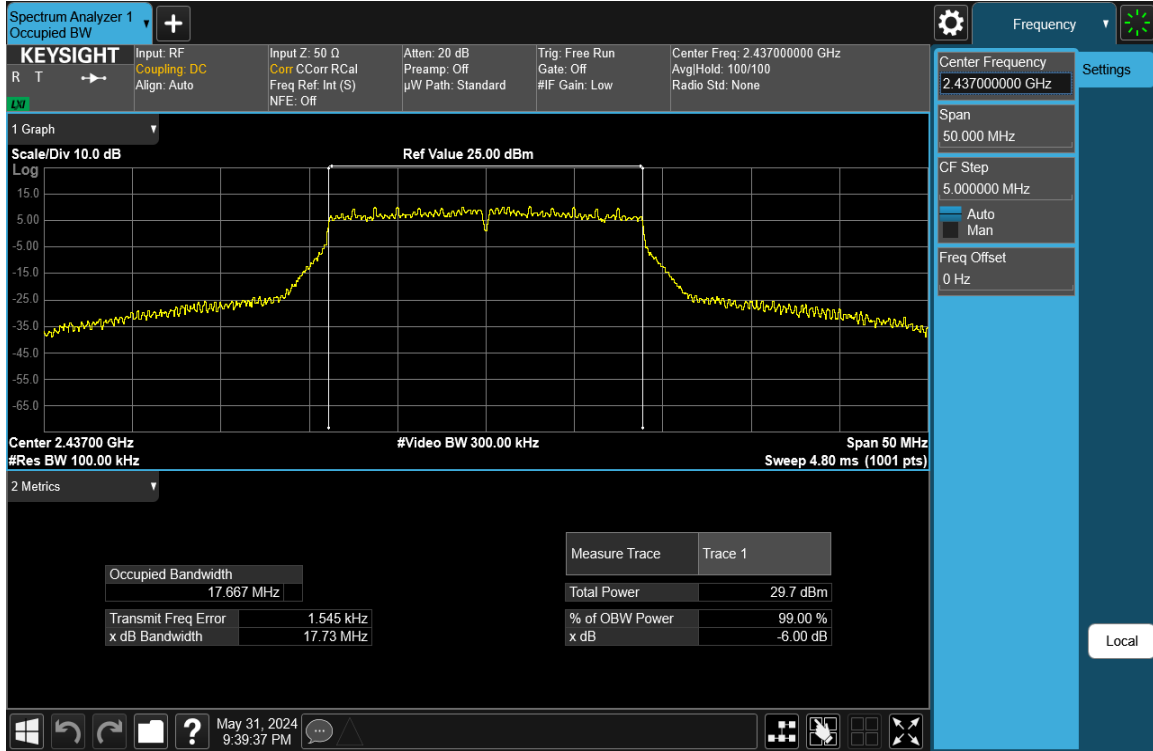 Spectrum Analyzer 1
Occupied BW
Frequency
KEYSIGHT
R T
LXI
Input: RF
Coupling: DC
Align: Auto
Input Z: 50 Ω
Corr CCorr RCal
Freq Ref: Int (S)
NFE: Off
Atten: 20 dB
Preamp: Off
µW Path: Standard
Trig: Free Run
Gate: Off
#IF Gain: Low
Center Freq: 2.437000000 GHz
Avg|Hold: 100/100
Radio Std: None
Center Frequency
2.437000000 GHz
Settings
Span
50.000 MHz
CF Step
5.000000 MHz
Auto
Man
Freq Offset
0 Hz
1 Graph
Scale/Div 10.0 dB
Ref Value 25.00 dBm
Log
15.0
5.00
-5.00
-15.0
-25.0
-35.0
-45.0
-55.0
-65.0
Center 2.43700 GHz
#Video BW 300.00 kHz
Span 50 MHz
#Res BW 100.00 kHz
Sweep 4.80 ms (1001 pts)
2 Metrics
Measure Trace Trace 1
Occupied Bandwidth
17.667 MHz
Total Power 29.7 dBm
Transmit Freq Error 1.545 kHz
% of OBW Power 99.00 %
x dB Bandwidth 17.73 MHz
x dB -6.00 dB
Local
?
May 31, 2024
9:39:37 PM